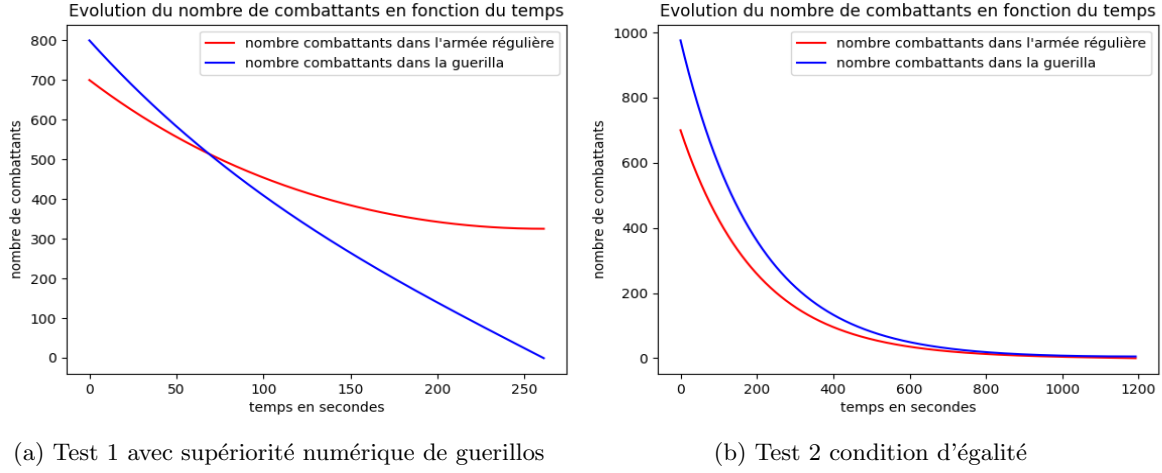 Evolution du nombre de combattants en fonction du temps
nombre combattants dans l'armée régulière
nombre combattants dans la guerilla
nombre de combattants
800
700
600
500
400
300
200
100
0
0 50 100 150 200 250
temps en secondes
(a) Test 1 avec supériorité numérique de guerillos
Evolution du nombre de combattants en fonction du temps
nombre combattants dans l'armée régulière
nombre combattants dans la guerilla
nombre de combattants
1000
800
600
400
200
0
0 200 400 600 800 1000 1200
temps en secondes
(b) Test 2 condition d'égalité